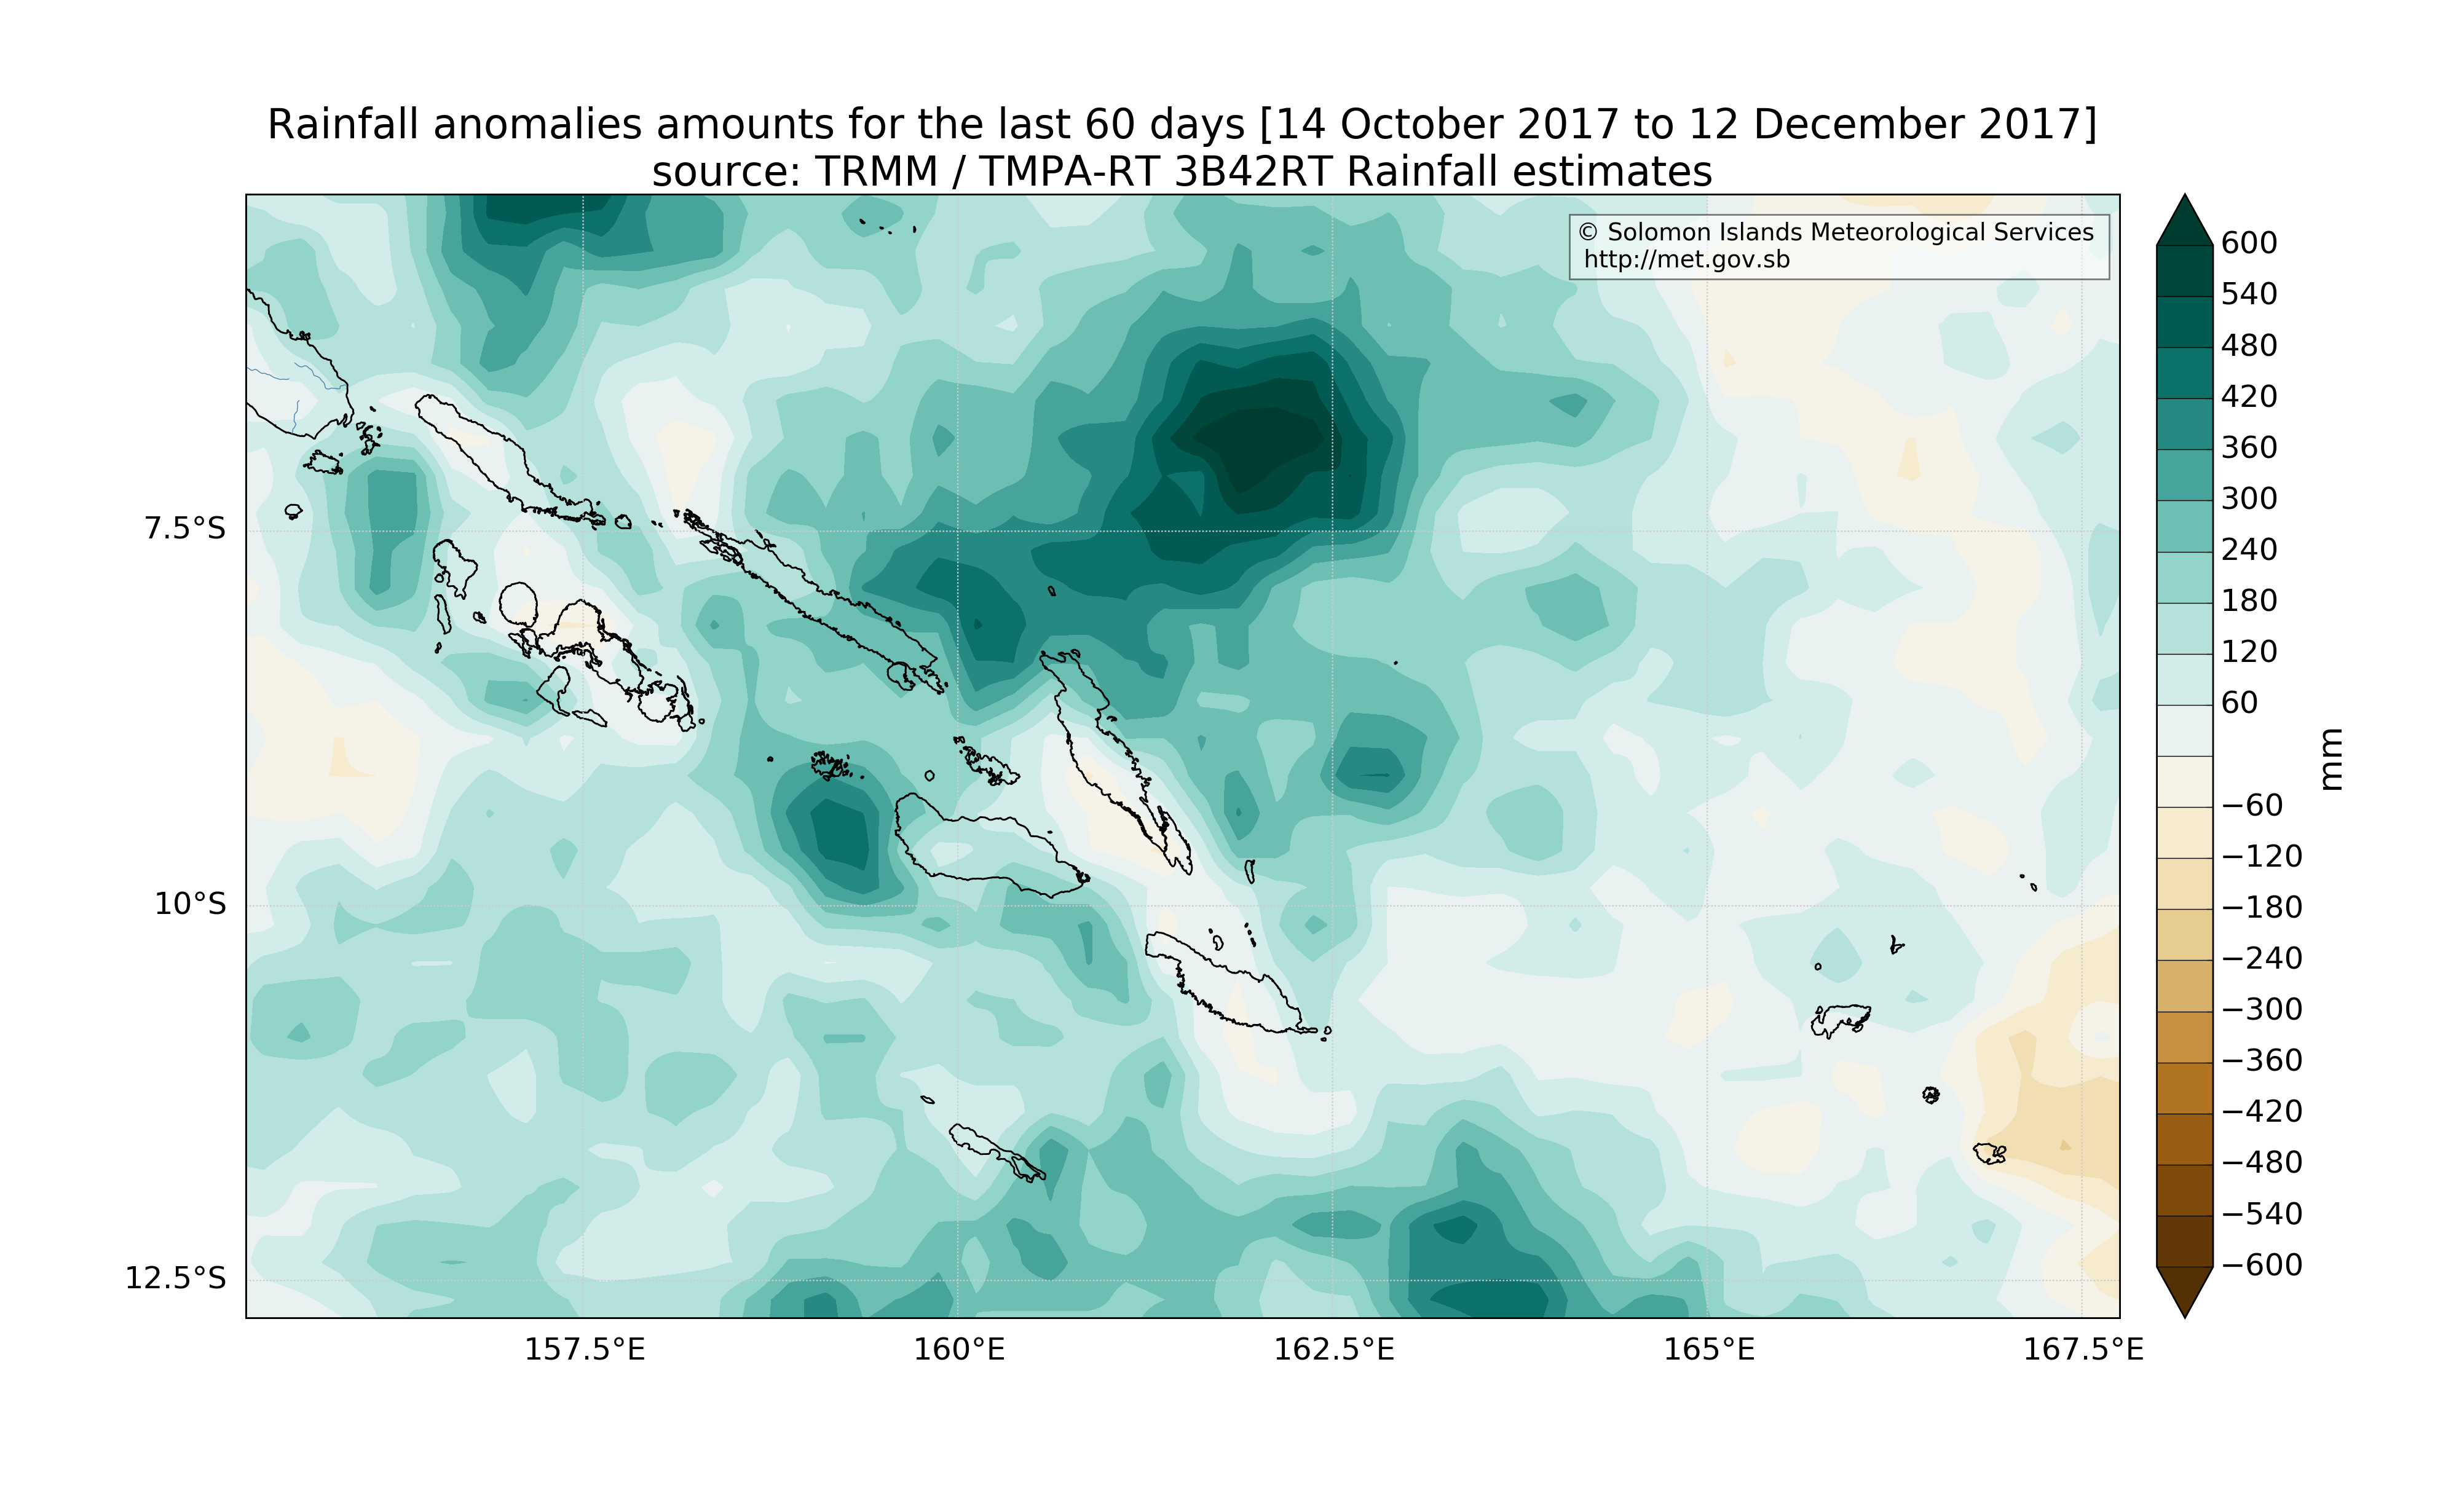 Rainfall anomalies amounts for the last 60 days [14 October 2017 to 12 December 2017]
source: TRMM / TMPA-RT 3B42RT Rainfall estimates
© Solomon Islands Meteorological Services
http://met.gov.sb
7.5°S
10°S
12.5°S
157.5°E
160°E
162.5°E
165°E
167.5°E
600
540
480
420
360
300
240
180
120
60
−60
−120
−180
−240
−300
−360
−420
−480
−540
−600
mm